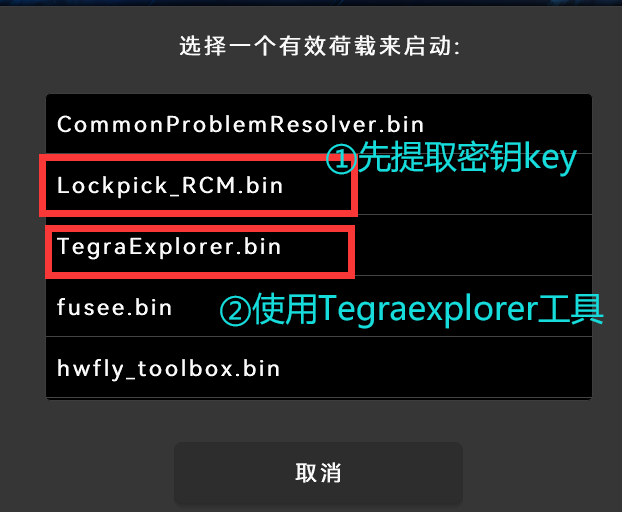 选择一个有效荷载来启动:
CommonProblemResolver.bin
①先提取密钥key
Lockpick_RCM.bin
TegraExplorer.bin
fusee.bin
②使用Tegraexplorer工具
hwfly_toolbox.bin
取消